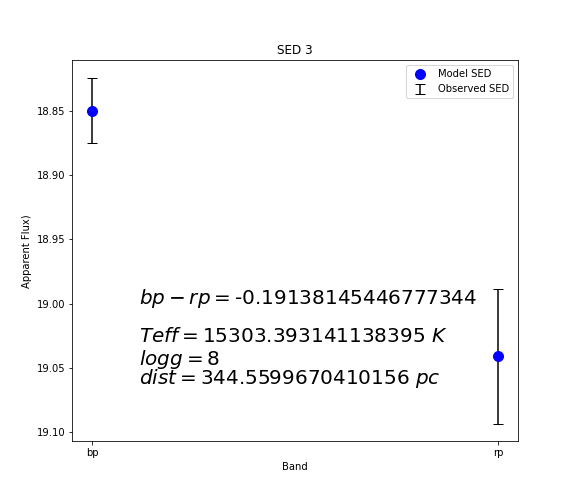 SED 3
Model SED
Observed SED
18.85
18.90
18.95
19.00
19.05
19.10
Apparent Flux)
bp − rp = -0.19138145446777344
Teff = 15303.393141138395 K
logg = 8
dist = 344.5599670410156 pc
bp
rp
Band